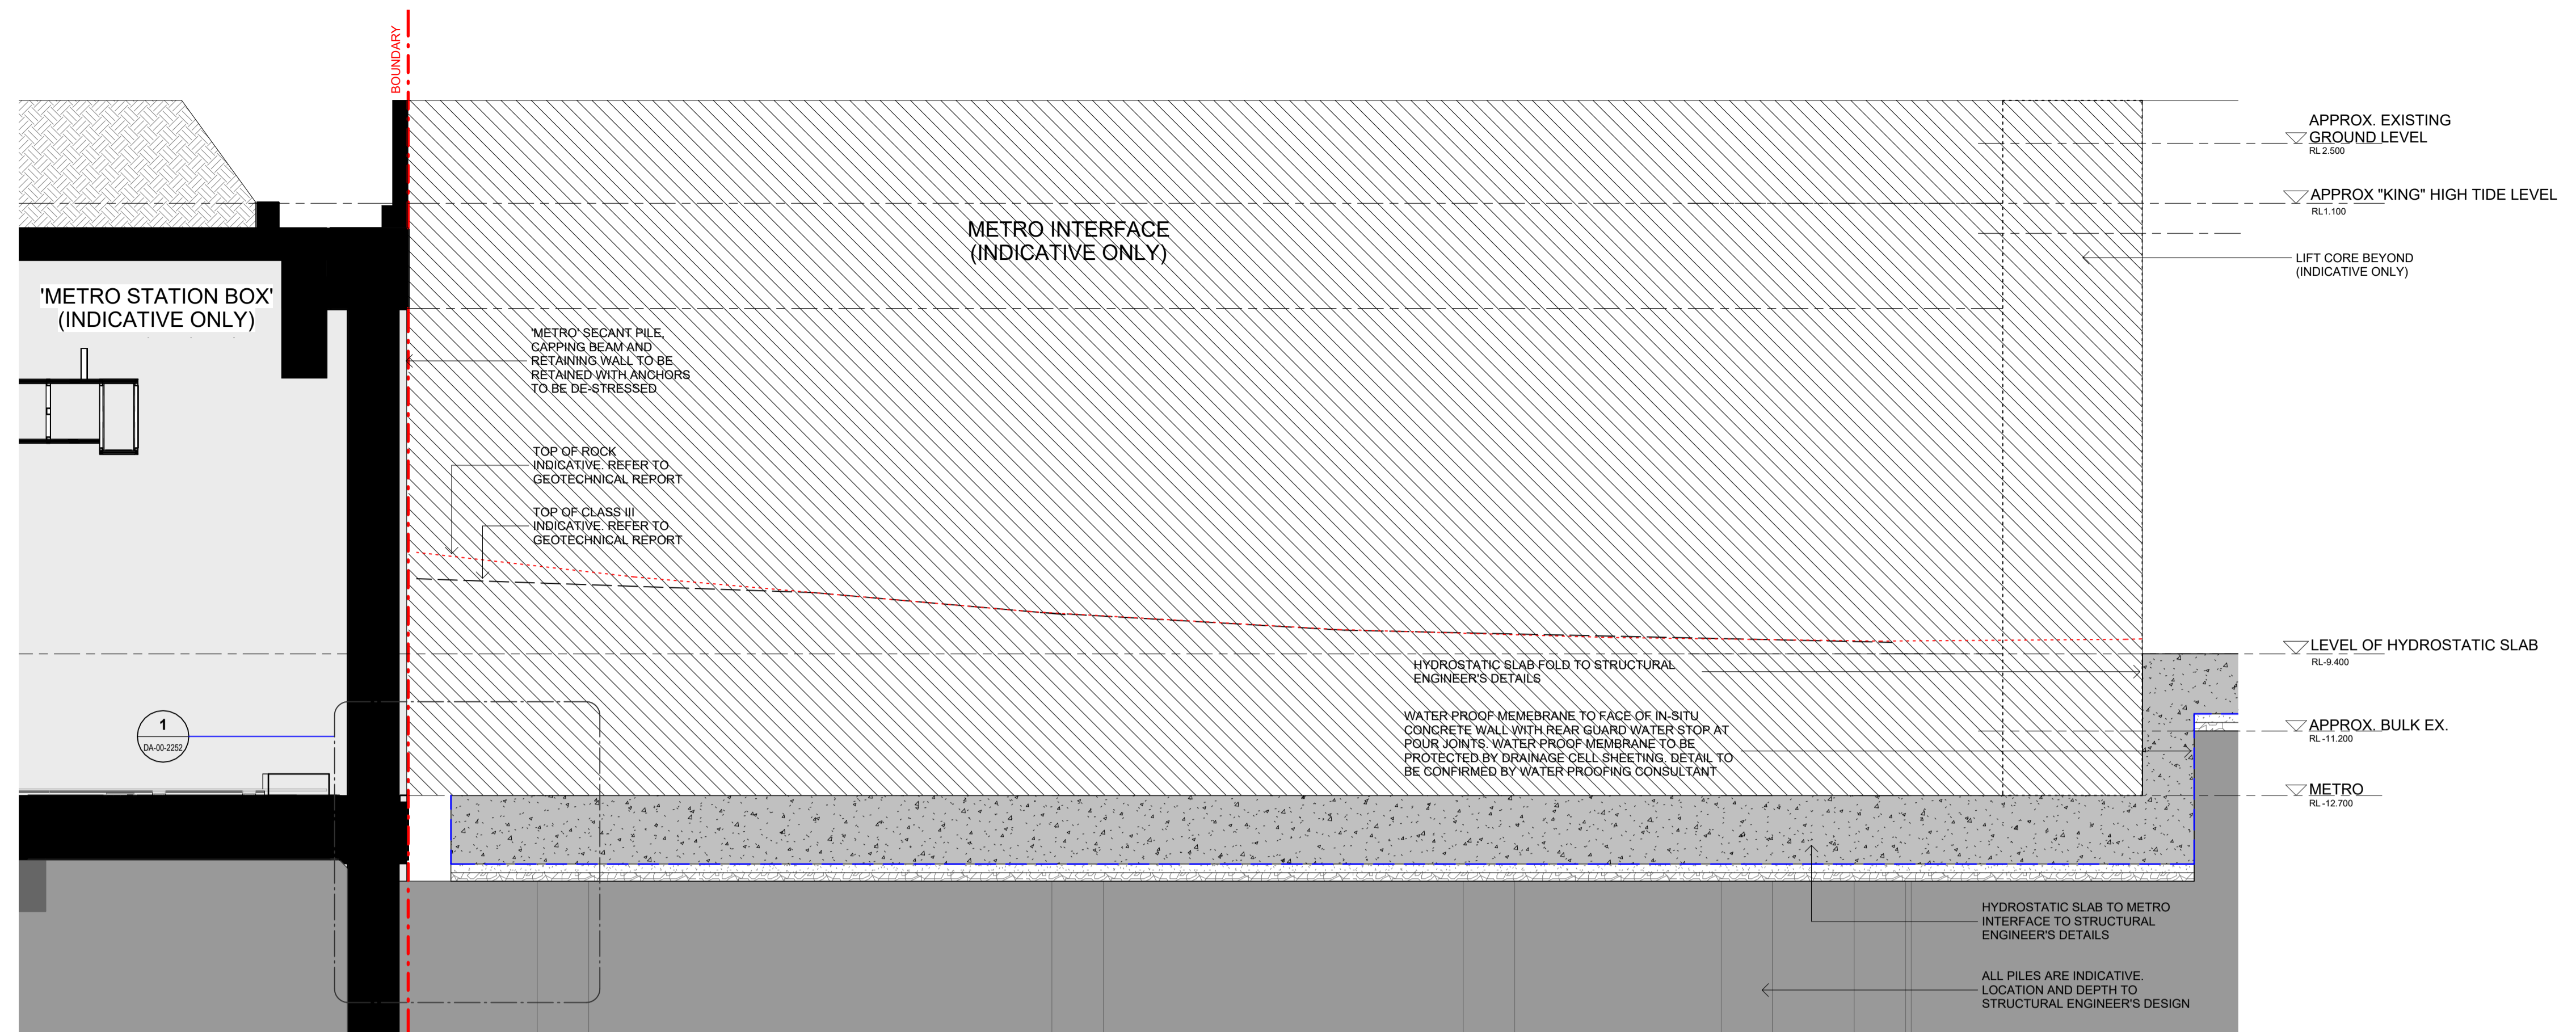 BOUNDARY
APPROX. EXISTING
GROUND LEVEL
RL 2.500
APPROX "KING" HIGH TIDE LEVEL
RL1.100
METRO INTERFACE
(INDICATIVE ONLY)
LIFT CORE BEYOND
(INDICATIVE ONLY)
'METRO STATION BOX'
(INDICATIVE ONLY)
'METRO' SECANT PILE,
CAPPING BEAM AND
RETAINING WALL TO BE
RETAINED WITH ANCHORS
TO BE DE-STRESSED
TOP OF ROCK
INDICATIVE. REFER TO
GEOTECHNICAL REPORT
TOP OF CLASS III
INDICATIVE. REFER TO
GEOTECHNICAL REPORT
LEVEL OF HYDROSTATIC SLAB
RL-9.400
HYDROSTATIC SLAB FOLD TO STRUCTURAL
ENGINEER'S DETAILS
WATER PROOF MEMEBRANE TO FACE OF IN-SITU
CONCRETE WALL WITH REAR GUARD WATER STOP AT
POUR JOINTS. WATER PROOF MEMBRANE TO BE
PROTECTED BY DRAINAGE CELL SHEETING. DETAIL TO
BE CONFIRMED BY WATER PROOFING CONSULTANT
1
DA-00-2252
APPROX. BULK EX.
RL-11.200
METRO
RL-12.700
HYDROSTATIC SLAB TO METRO
INTERFACE TO STRUCTURAL
ENGINEER'S DETAILS
ALL PILES ARE INDICATIVE.
LOCATION AND DEPTH TO
STRUCTURAL ENGINEER'S DESIGN